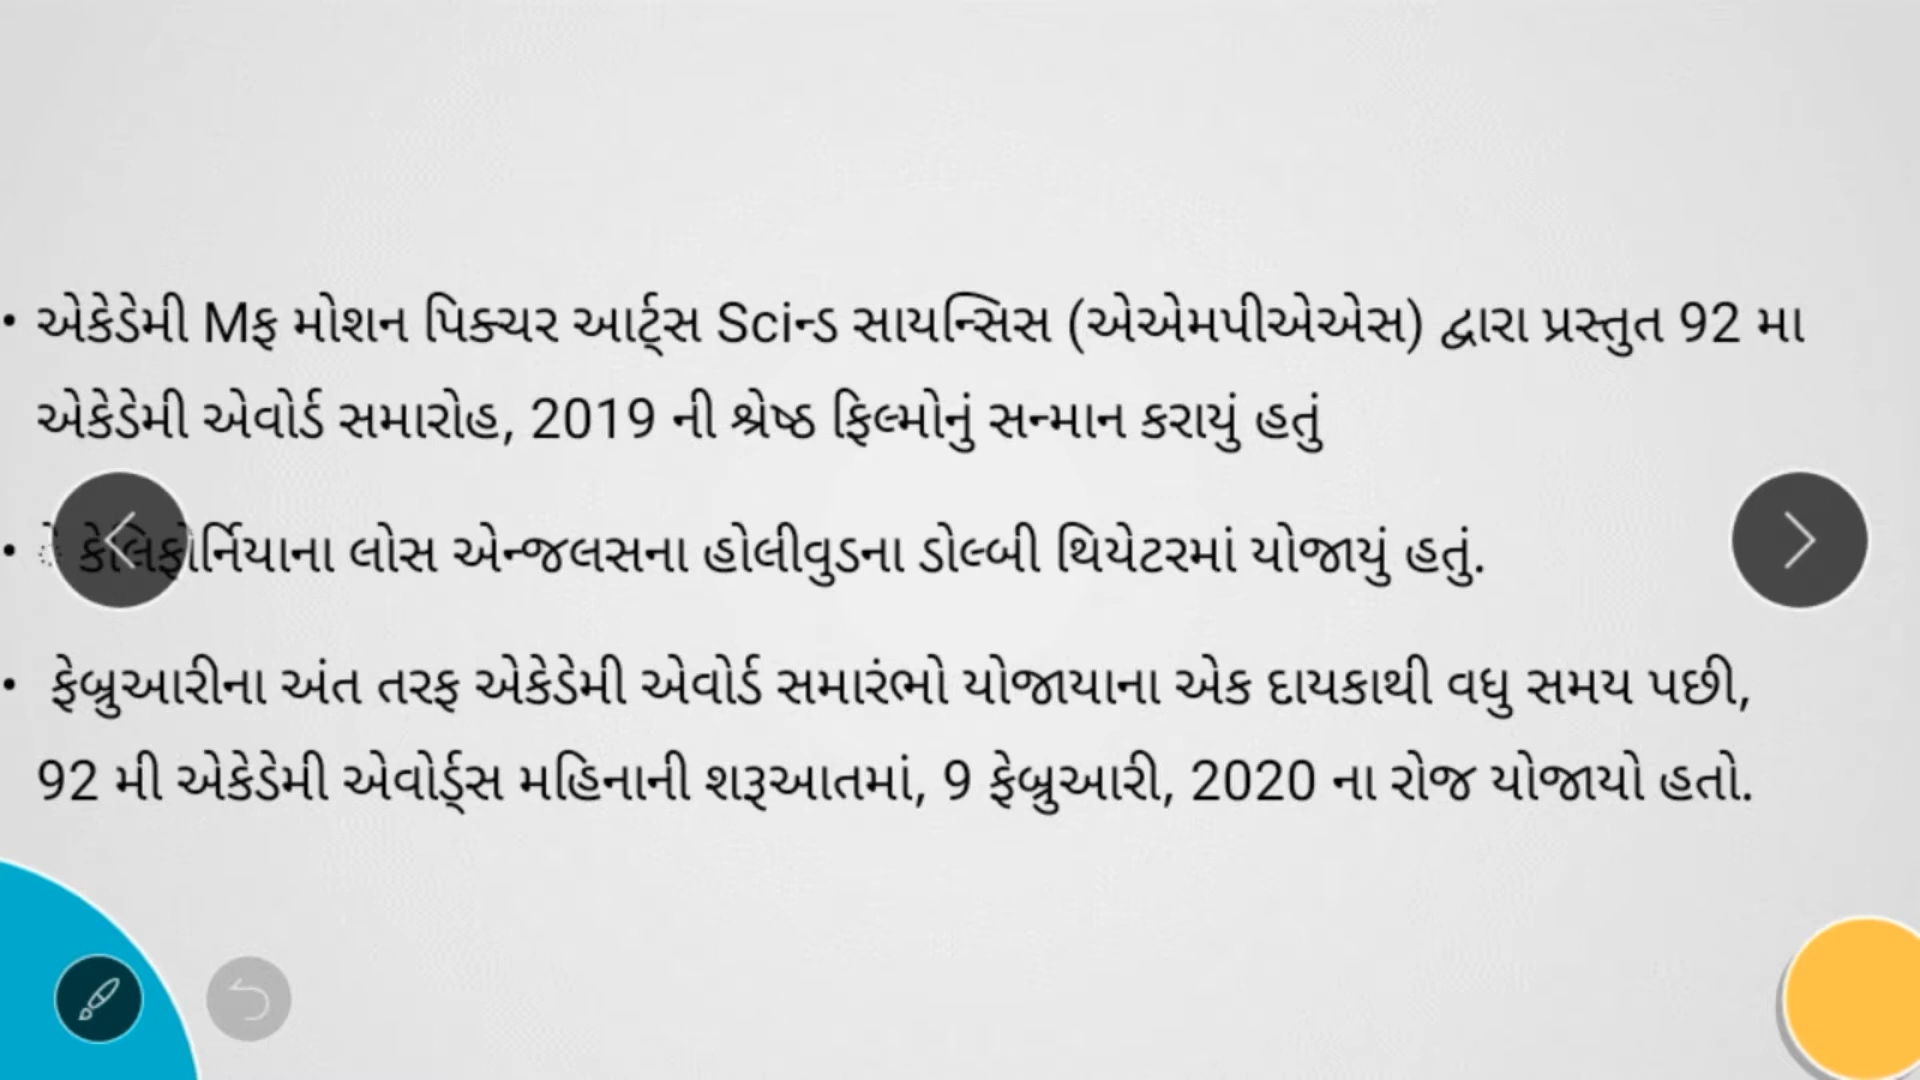 • એકેડેમી Mફ મોશન પિક્ચર આર્ટ્સ Sciન્ડ સાયન્સિસ (એએમપીએએસ) દ્વારા પ્રસ્તુત 92 મા
એકેડેમી એવોર્ડ સમારોહ, 2019 ની શ્રેષ્ઠ ફિલ્મોનું સન્માન કરાયું હતું
• ે કેલિફોર્નિયાના લોસ એન્જલસના હોલીવુડના ડોલ્બી થિયેટરમાં યોજાયું હતું.
• ફેબ્રુઆરીના અંત તરફ એકેડેમી એવોર્ડ સમારંભો યોજાયાના એક દાયકાથી વધુ સમય પછી,
92 મી એકેડેમી એવોર્ડ્સ મહિનાની શરૂઆતમાં, 9 ફેબ્રુઆરી, 2020 ના રોજ યોજાયો હતો.